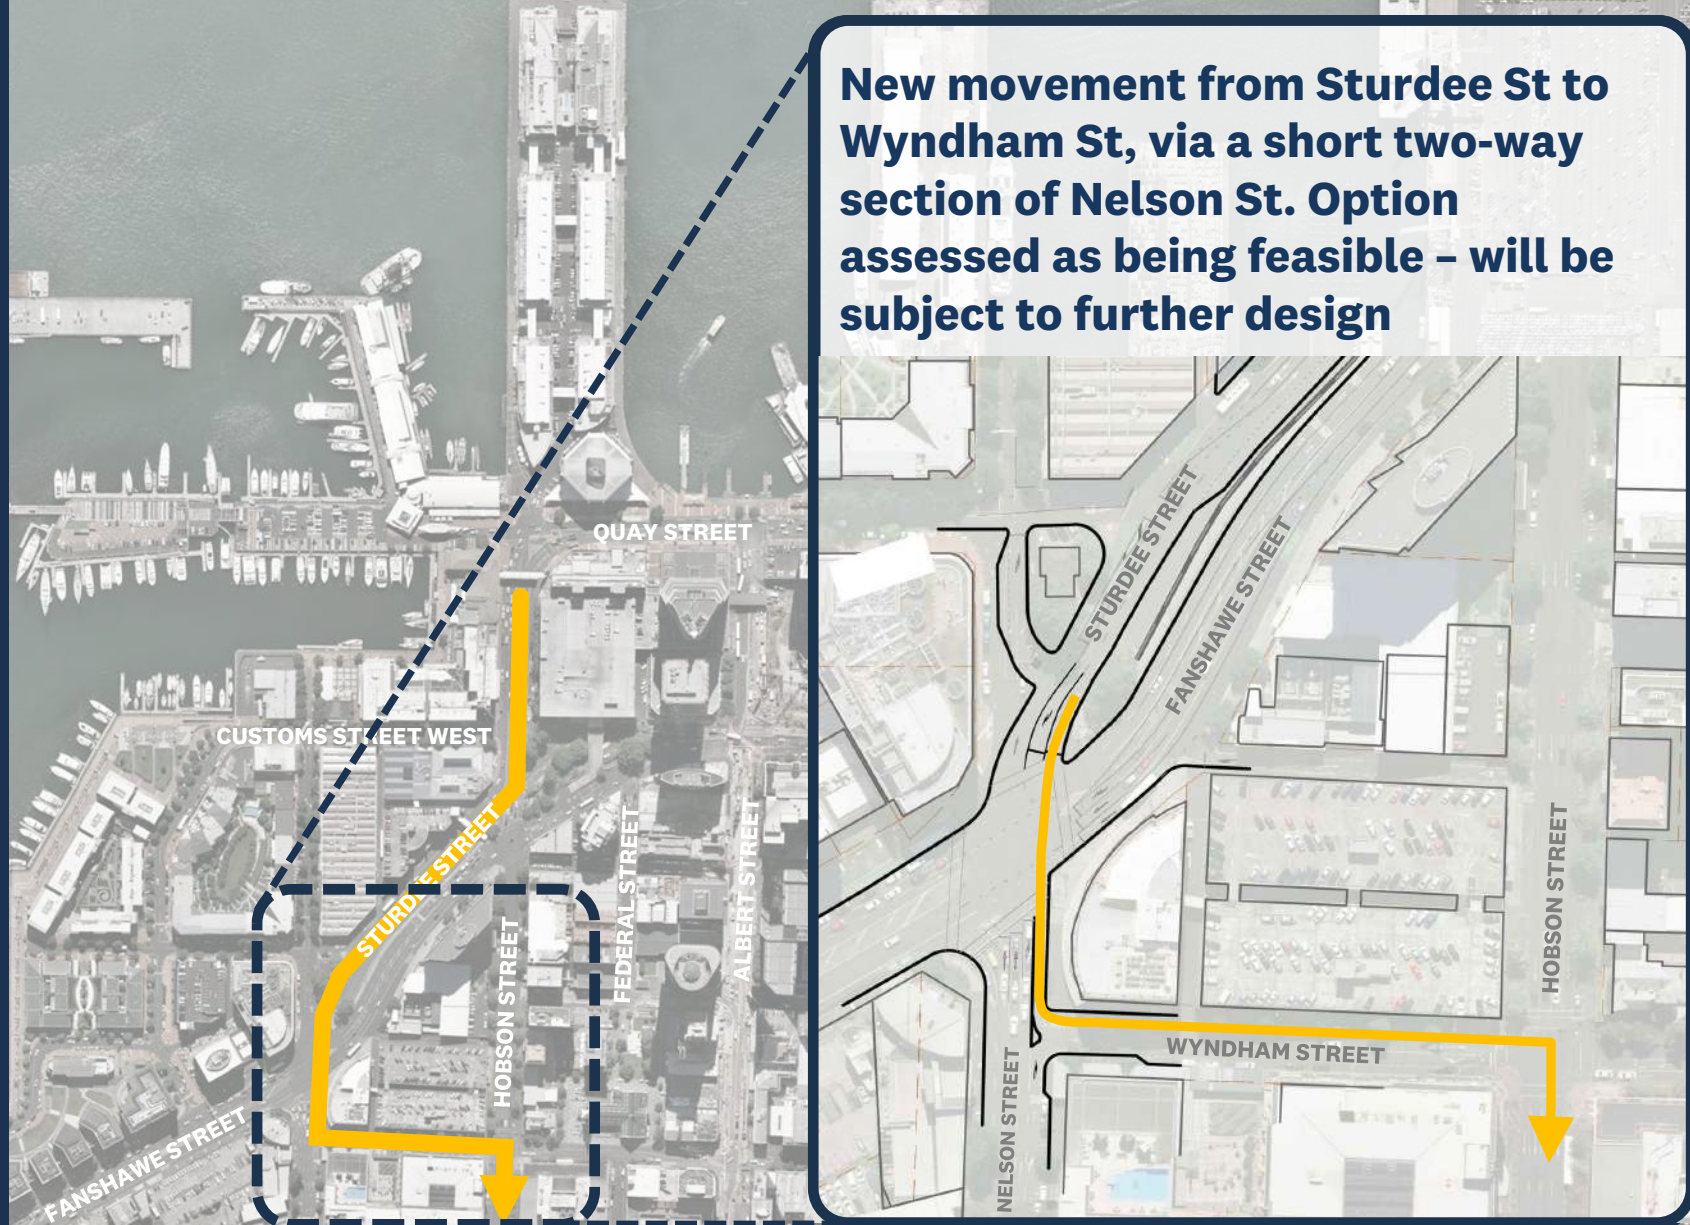 New movement from Sturdee St to
Wyndham St, via a short two-way
section of Nelson St. Option
assessed as being feasible – will be
subject to further design
QUAY STREET
CUSTOMS STREET WEST
STURDEE STREET
FEDERAL STREET
ALBERT STREET
HOBSON STREET
FANSHAWE STREET
STURDEE STREET
FANSHAWE STREET
HOBSON STREET
WYNDHAM STREET
NELSON STREET